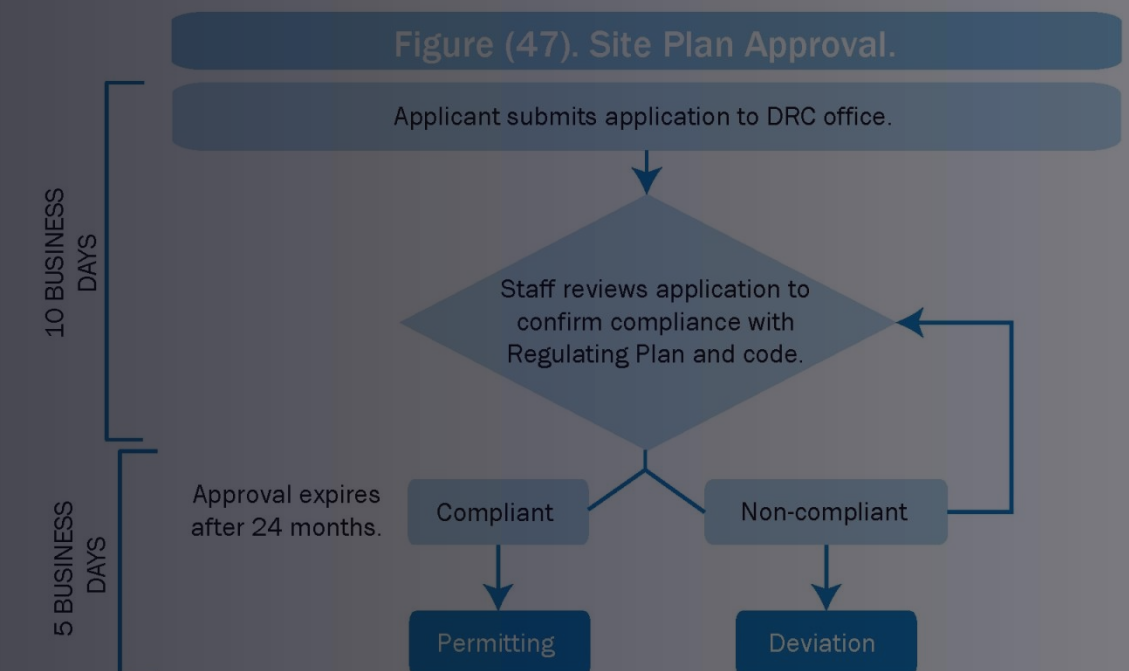 Figure (47). Site Plan Approval.
Applicant submits application to DRC office.
10 BUSINESS
DAYS
Staff reviews application to
confirm compliance with
Regulating Plan and code.
Approval expires
after 24 months.
Compliant
Non-compliant
5 BUSINESS
DAYS
Permitting
Deviation